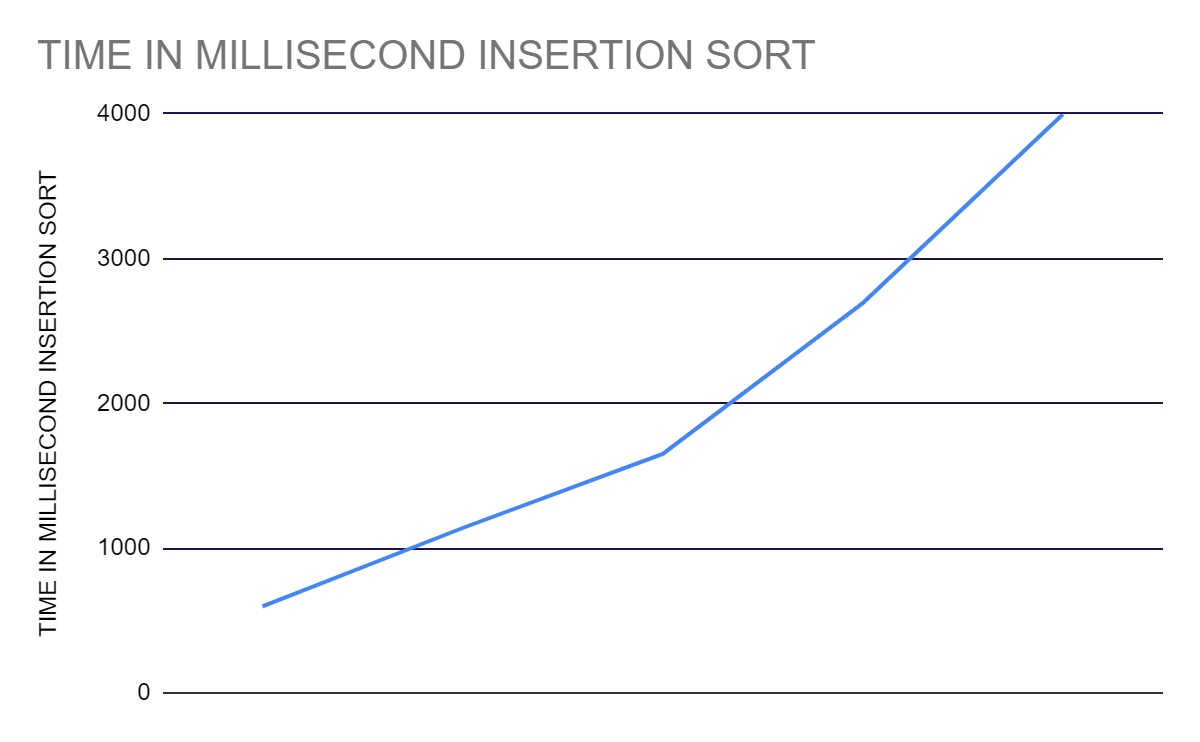 TIME IN MILLISECOND INSERTION SORT
TIME IN MILLISECOND INSERTION SORT
4000
3000
2000
1000
0